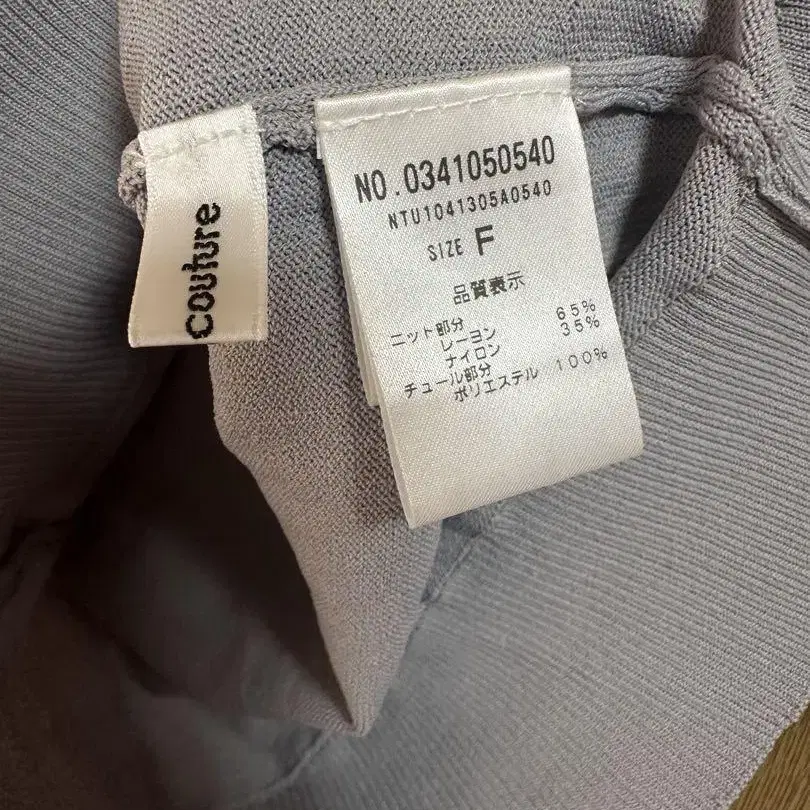 couture
NO.0341050540
NTU1041305A0540
SIZE F
品質表示
ニット部分
レーヨン 65%
ナイロン 35%
チュール部分
ポリエステル 100%